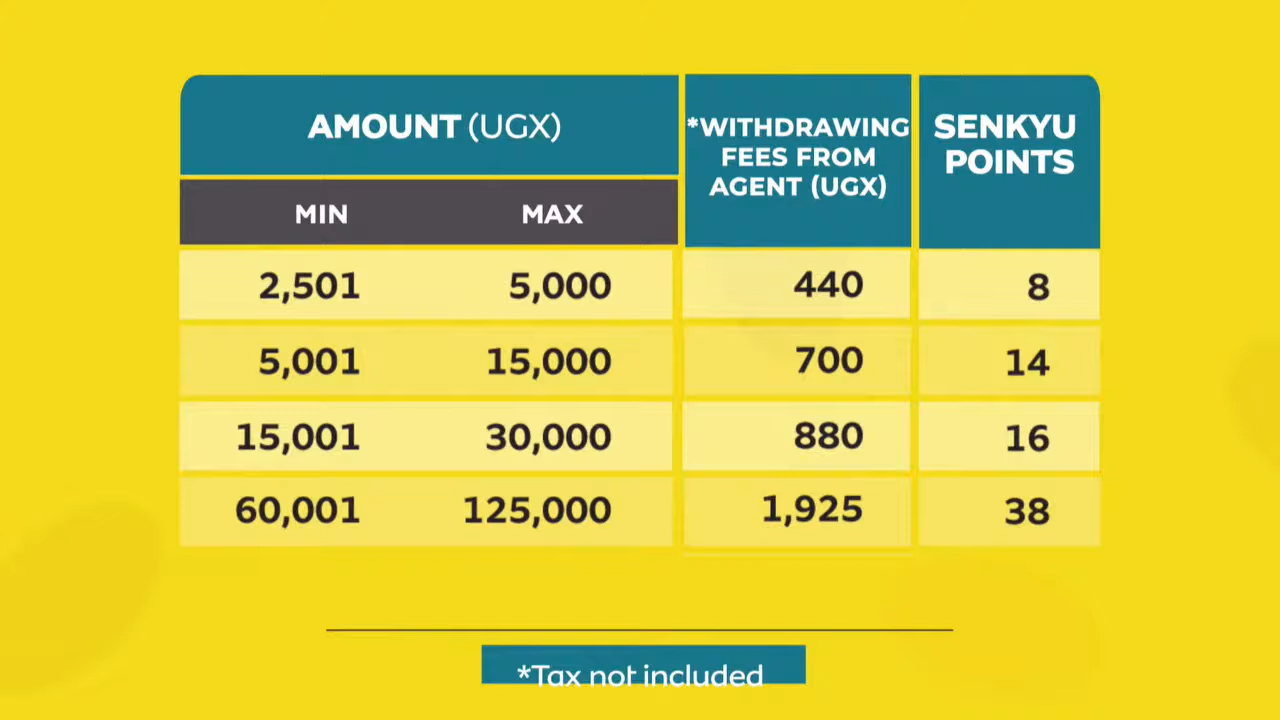 AMOUNT (UGX)
*WITHDRAWING
FEES FROM
AGENT (UGX)
SENKYU
POINTS
MIN MAX
2,501 5,000 440 8
5,001 15,000 700 14
15,001 30,000 880 16
60,001 125,000 1,925 38
*Tax not included